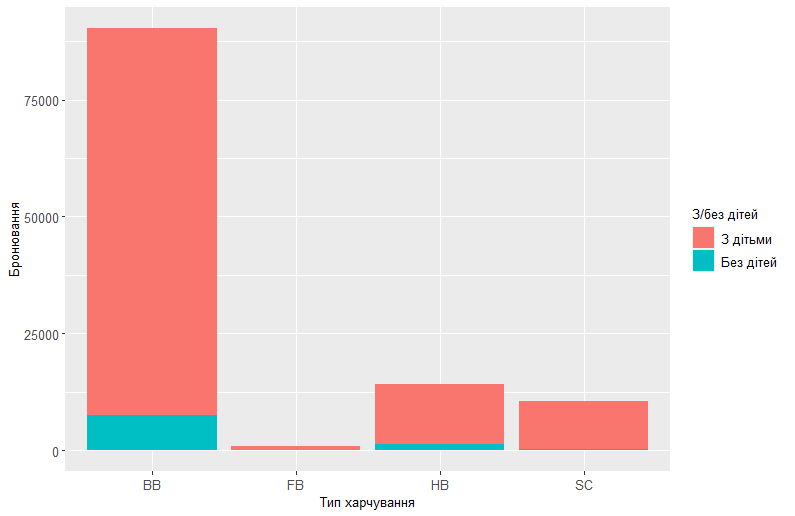 75000
50000
25000
0
Бронювання
BB
FB
HB
SC
Тип харчування
З/без дітей
З дітьми
Без дітей